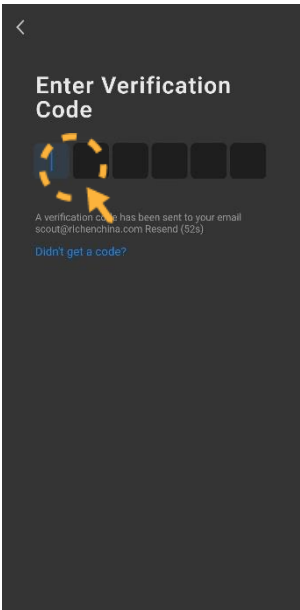 Enter Verification
Code
A verification code has been sent to your email
scout@richenchina.com Resend (52s)
Didn't get a code?